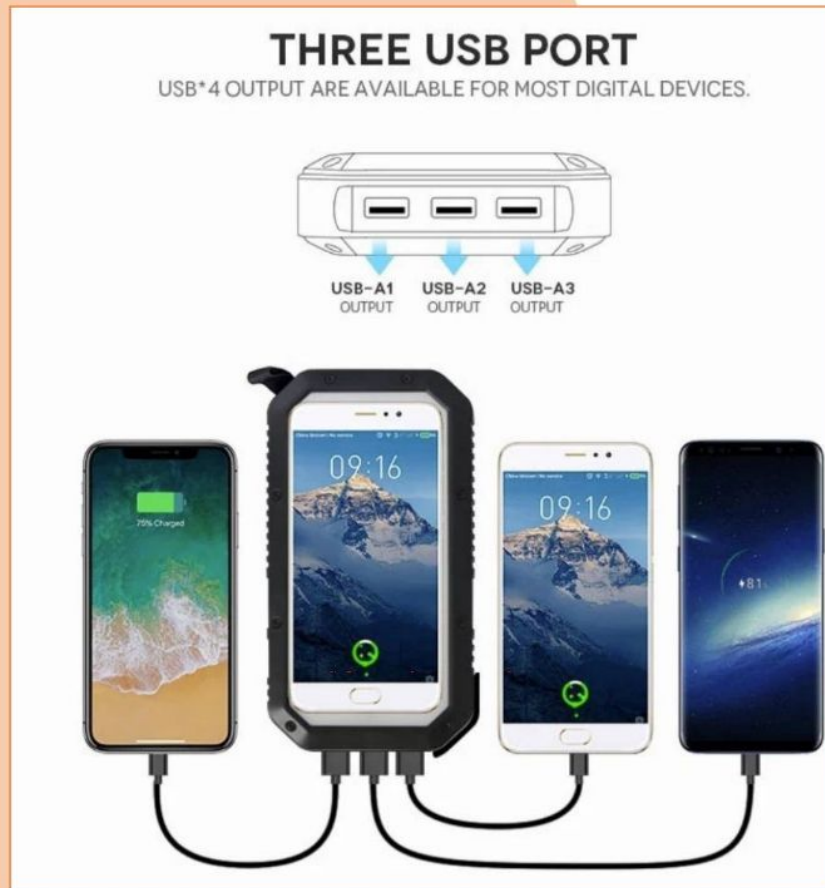 THREE USB PORT
USB*4 OUTPUT ARE AVAILABLE FOR MOST DIGITAL DEVICES.
USB-A1 USB-A2 USB-A3
OUTPUT OUTPUT OUTPUT
75% Charged
09:16
09:16
81